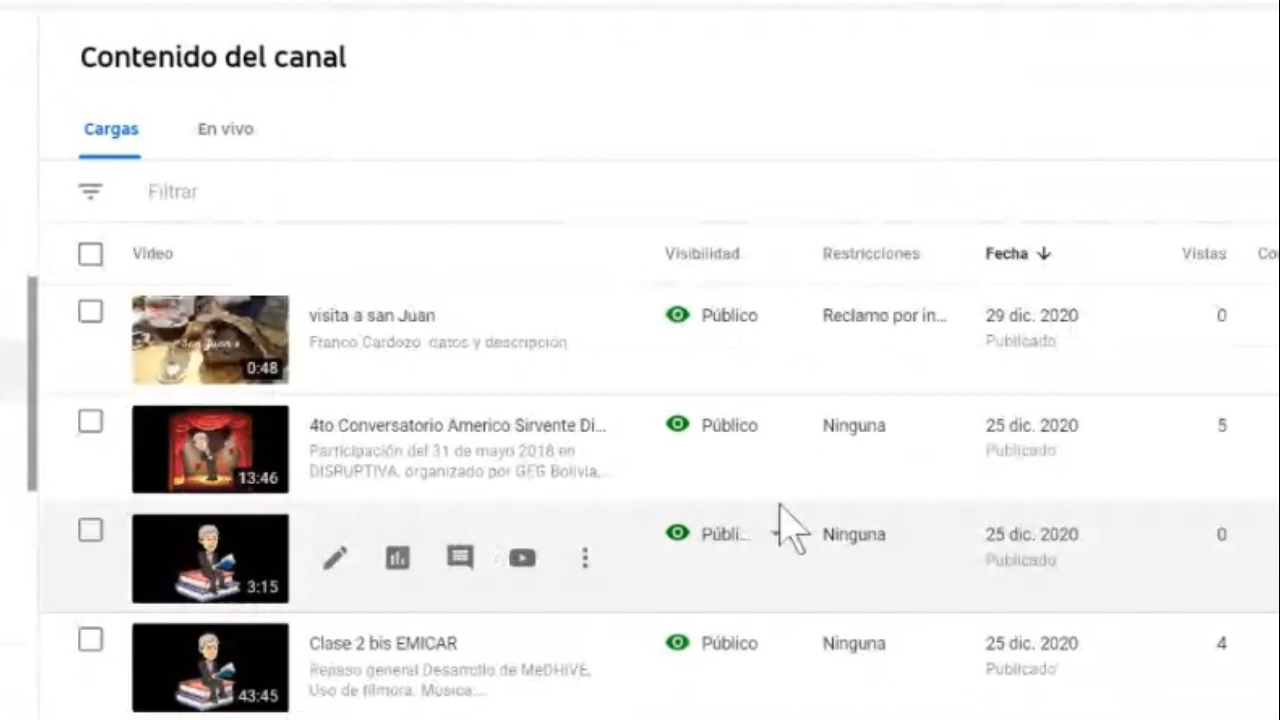 Contenido del canal
Cargas En vivo
Filtrar
Video Visibilidad Restricciones Fecha Vistas
visita a san Juan Público Reclamo por in... 29 dic. 2020 0
Franco Cardozo datos y descripción Publicado
0:48
4to Conversatorio Americo Sirvente Di... Público Ninguna 25 dic. 2020 5
Participación del 31 de mayo 2018 en Publicado
DISRUPTIVA, organizado por GEG Bolivia,...
13:46
Públi... Ninguna 25 dic. 2020 0
Publicado
3:15
Clase 2 bis EMICAR Público Ninguna 25 dic. 2020 4
Repaso general Desarrollo de MeDHiVE, Publicado
Uso de filmora. Musica....
43:45